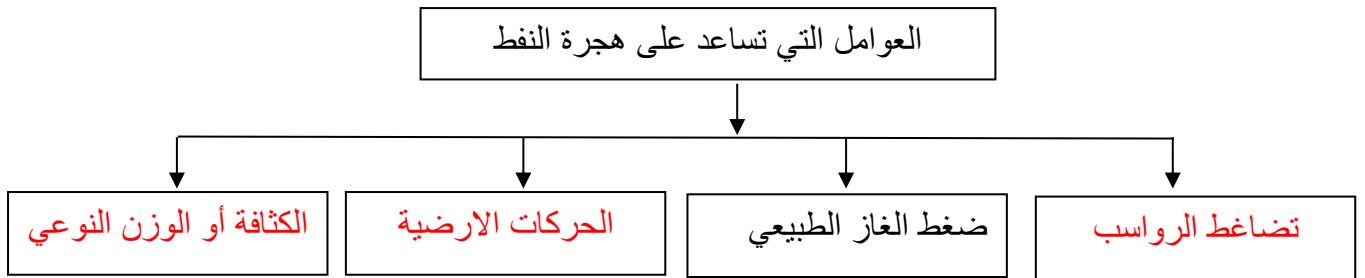 العوامل التي تساعد على هجرة النفط
تضاغط الرواسب
ضغط الغاز الطبيعي
الحركات الارضية
الكثافة أو الوزن النوعي